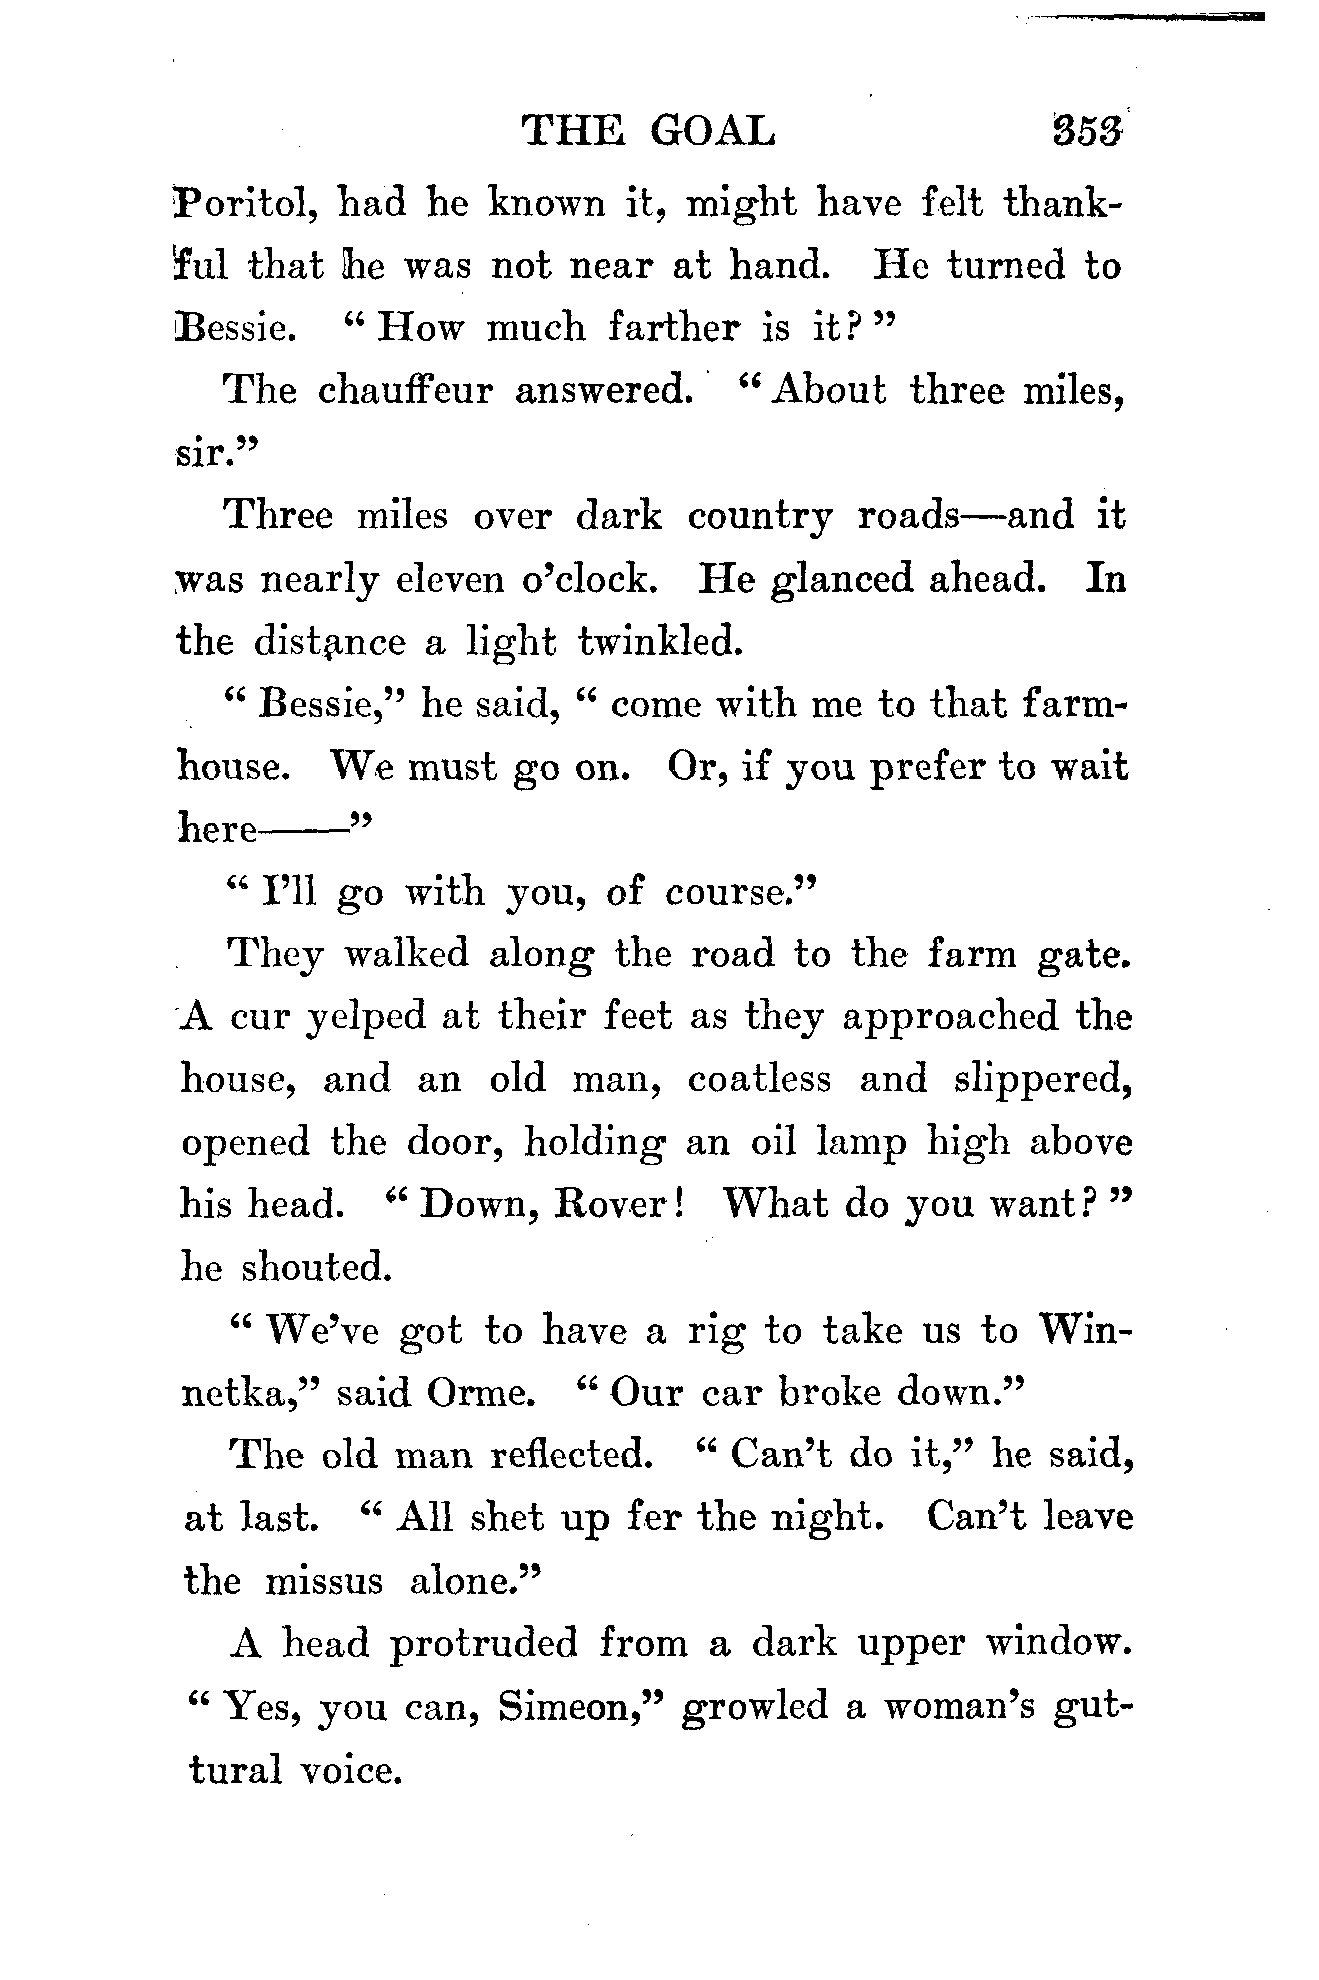 THE GOAL 353
Poritol, had he known it, might have felt thank-
ful that he was not near at hand. He turned to
Bessie. “ How much farther is it? ”
The chauffeur answered. “ About three miles,
sir.”
Three miles over dark country roads—and it
was nearly eleven o’clock. He glanced ahead. In
the distance a light twinkled.
“ Bessie,” he said, “ come with me to that farm-
house. We must go on. Or, if you prefer to wait
here——”
“ I’ll go with you, of course.”
They walked along the road to the farm gate.
A cur yelped at their feet as they approached the
house, and an old man, coatless and slippered,
opened the door, holding an oil lamp high above
his head. “ Down, Rover! What do you want? ”
he shouted.
“ We’ve got to have a rig to take us to Win-
netka,” said Orme. “ Our car broke down.”
The old man reflected. “ Can’t do it,” he said,
at last. “ All shet up fer the night. Can’t leave
the missus alone.”
A head protruded from a dark upper window.
“ Yes, you can, Simeon,” growled a woman’s gut-
tural voice.